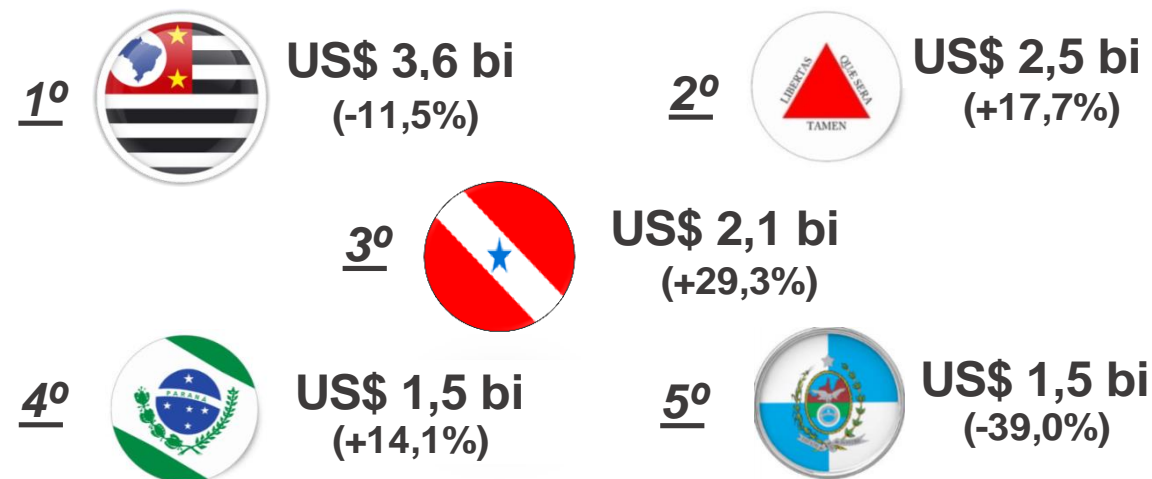 1º
US$ 3,6 bi
(-11,5%)
2º
LIBERTAS QUÆ SERA
TAMEN
US$ 2,5 bi
(+17,7%)
3º
US$ 2,1 bi
(+29,3%)
4º
PARANÁ
US$ 1,5 bi
(+14,1%)
5º
US$ 1,5 bi
(-39,0%)